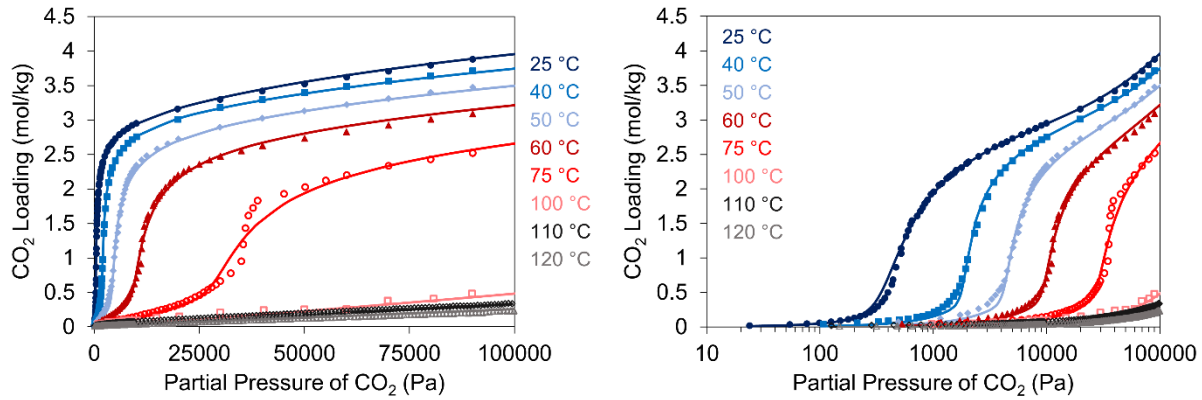 4.5
4
3.5
3
2.5
2
1.5
1
0.5
0
CO₂ Loading (mol/kg)
0 25000 50000 75000 100000
Partial Pressure of CO₂ (Pa)
25 °C
40 °C
50 °C
60 °C
75 °C
100 °C
110 °C
120 °C
4.5
4
3.5
3
2.5
2
1.5
1
0.5
0
CO₂ Loading (mol/kg)
25 °C
40 °C
50 °C
60 °C
75 °C
100 °C
110 °C
120 °C
10 100 1000 10000 100000
Partial Pressure of CO₂ (Pa)